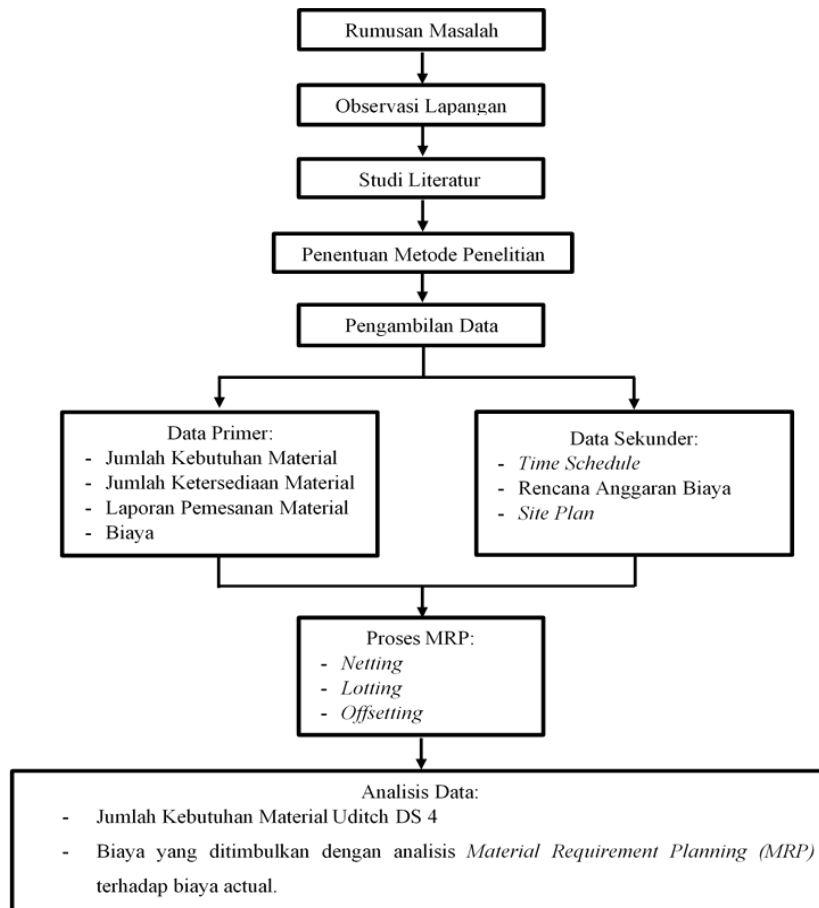 Rumusan Masalah
Observasi Lapangan
Studi Literatur
Penentuan Metode Penelitian
Pengambilan Data
Data Primer:
- Jumlah Kebutuhan Material
- Jumlah Ketersediaan Material
- Laporan Pemesanan Material
- Biaya
Data Sekunder:
- Time Schedule
- Rencana Anggaran Biaya
- Site Plan
Proses MRP:
- Netting
- Lotting
- Offsetting
Analisis Data:
- Jumlah Kebutuhan Material Uditch DS 4
- Biaya yang ditimbulkan dengan analisis Material Requirement Planning (MRP)
terhadap biaya actual.